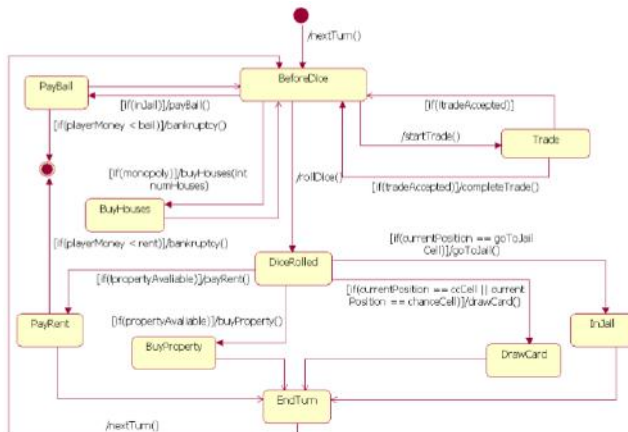 /nextTurn()
PayBail
BeforeDice
[if(inJail)]/payBail()
[if(!tradeAccepted)]
[if(playerMoney < bail)]/bankruptcy()
/startTrade()
Trade
[if(monopoly)]/buyHouses(int
numHouses)
/rollDice()
[if(tradeAccepted)]/completeTrade()
BuyHouses
[if(playerMoney < rent)]/bankruptcy()
[if(currentPosition == goToJail
Cell)]/goToJail()
DiceRolled
[if(!propertyAvaliable)]/payRent()
[if(currentPosition == ccCell || current
Position == chanceCell)]/drawCard()
[if(propertyAvaliable)]/buyProperty()
PayRent
InJail
BuyProperty
DrawCard
EndTurn
/nextTurn()